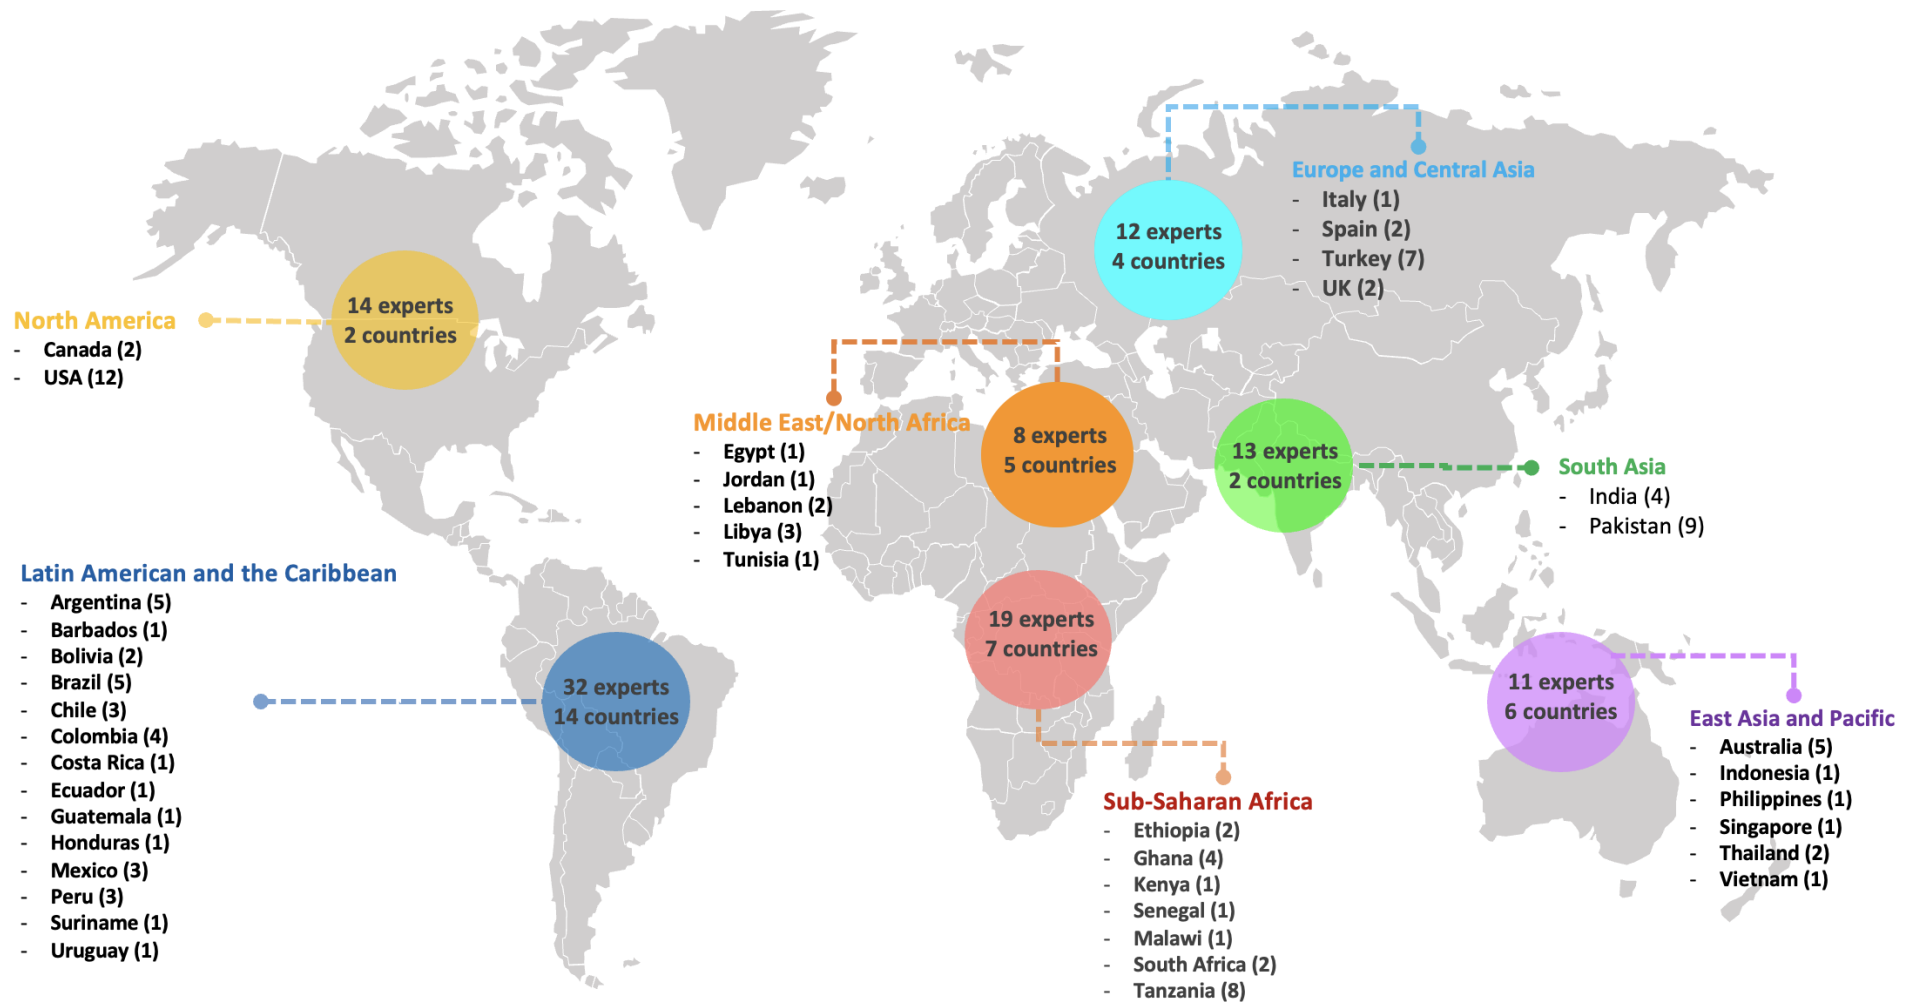 Europe and Central Asia
- Italy (1)
- Spain (2)
- Turkey (7)
- UK (2)
12 experts
4 countries
14 experts
2 countries
North America
- Canada (2)
- USA (12)
Middle East/North Africa
- Egypt (1)
- Jordan (1)
- Lebanon (2)
- Libya (3)
- Tunisia (1)
8 experts
5 countries
13 experts
2 countries
South Asia
- India (4)
- Pakistan (9)
Latin American and the Caribbean
- Argentina (5)
- Barbados (1)
- Bolivia (2)
- Brazil (5)
- Chile (3)
- Colombia (4)
- Costa Rica (1)
- Ecuador (1)
- Guatemala (1)
- Honduras (1)
- Mexico (3)
- Peru (3)
- Suriname (1)
- Uruguay (1)
32 experts
14 countries
19 experts
7 countries
Sub-Saharan Africa
- Ethiopia (2)
- Ghana (4)
- Kenya (1)
- Senegal (1)
- Malawi (1)
- South Africa (2)
- Tanzania (8)
11 experts
6 countries
East Asia and Pacific
- Australia (5)
- Indonesia (1)
- Philippines (1)
- Singapore (1)
- Thailand (2)
- Vietnam (1)